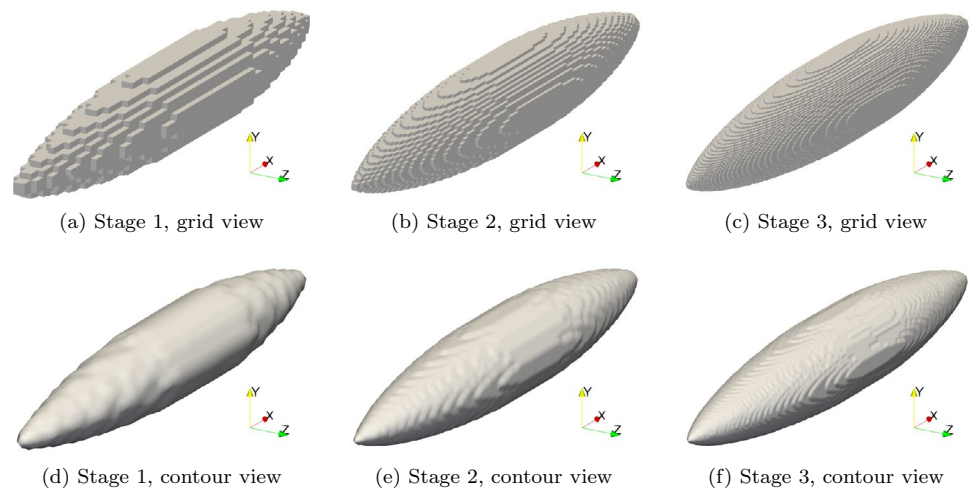 Y
X
Z
Y
X
Z
Y
X
Z
(a) Stage 1, grid view
(b) Stage 2, grid view
(c) Stage 3, grid view
Y
X
Z
Y
X
Z
Y
X
Z
(d) Stage 1, contour view
(e) Stage 2, contour view
(f) Stage 3, contour view